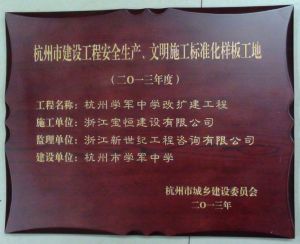 杭州市建设工程安全生产、文明施工标准化样板工地
（二〇一三年度）
工程名称：杭州学军中学改扩建工程
施工单位：浙江宝恒建设有限公司
监理单位：浙江新世纪工程咨询有限公司
建设单位：杭州市学军中学
杭州市城乡建设委员会
二〇一三年